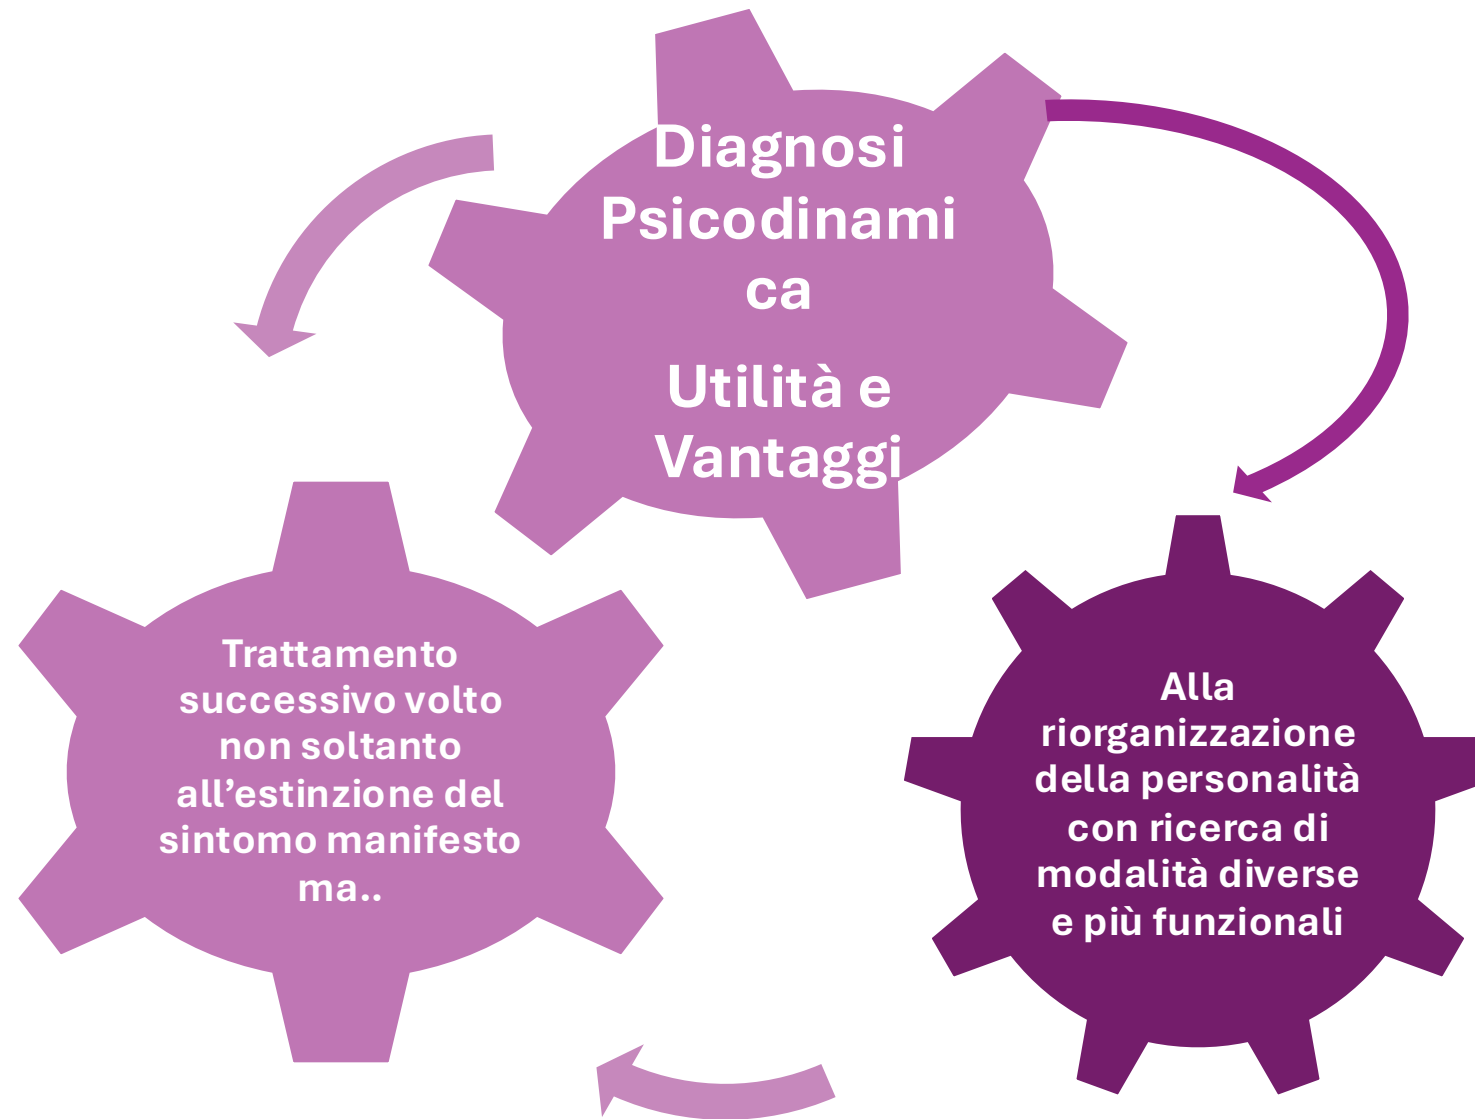 Diagnosi
Psicodinami
ca
Utilità e
Vantaggi
Trattamento
successivo volto
non soltanto
all’estinzione del
sintomo manifesto
ma..
Alla
riorganizzazione
della personalità
con ricerca di
modalità diverse
e più funzionali